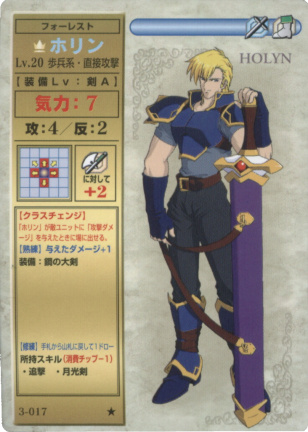 フォーレスト
ホリン
Lv.20 歩兵系・直接攻撃
【装備Lv:剣A】
気力:7
攻:4/反:2
に対して
+2
【クラスチェンジ】
「ホリン」が敵ユニットに「攻撃ダメ
ージ」を与えたときに場に出せる。
【熟練】与えたダメージ+1
装備:鋼の大剣
手札から山札に戻して1ドロー
所持スキル(消費チップ-1)
・追撃 ・月光剣
3-017
★
HOLYN